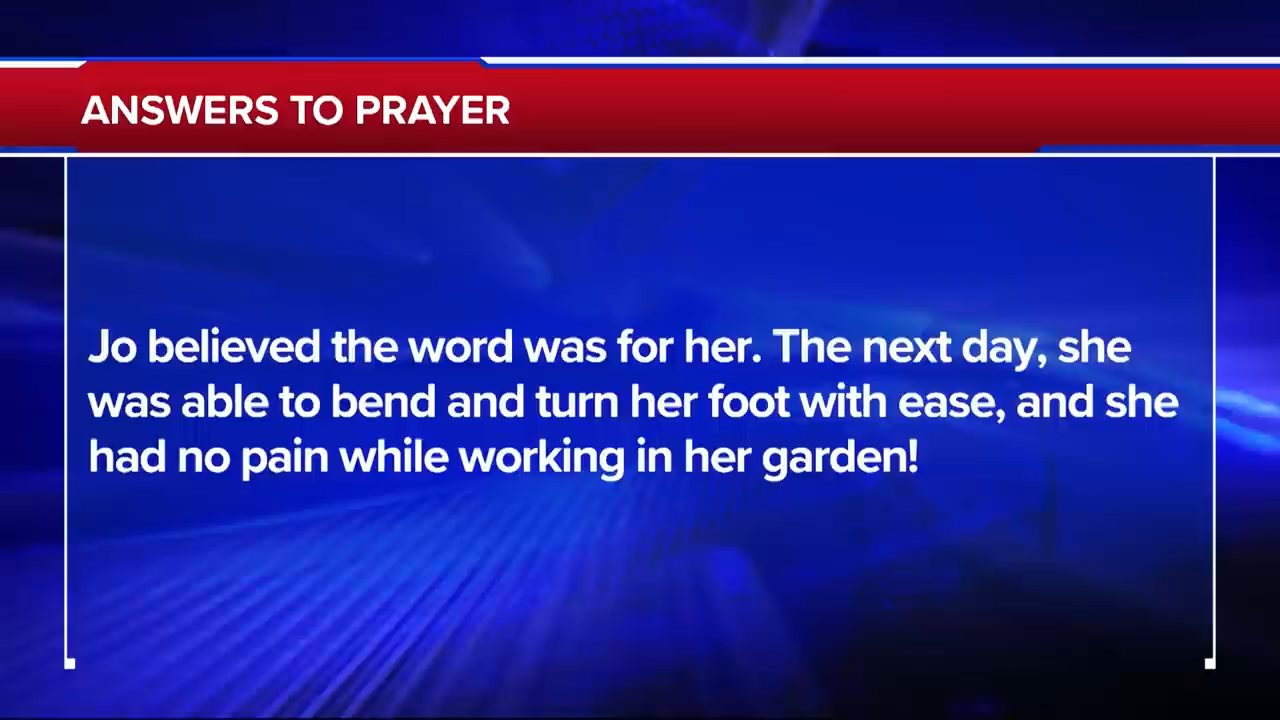 ANSWERS TO PRAYER
Jo believed the word was for her. The next day, she
was able to bend and turn her foot with ease, and she
had no pain while working in her garden!